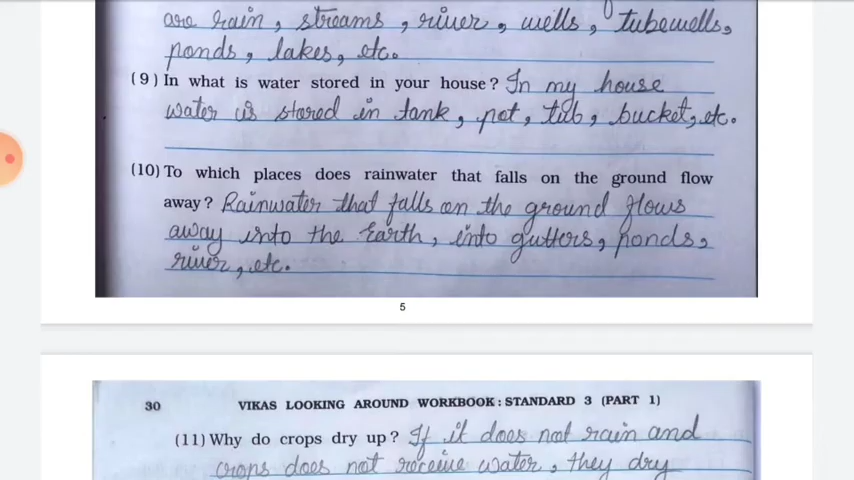 are rain, streams, river, wells, tubewells,
ponds, lakes, etc.
(9) In what is water stored in your house? In my house
water is stored in tank, pot, tub, bucket, etc.
(10) To which places does rainwater that falls on the ground flow
away? Rainwater that falls on the ground flows
away into the Earth, into gutters, ponds,
river, etc.
5
30 VIKAS LOOKING AROUND WORKBOOK: STANDARD 3 (PART 1)
(11) Why do crops dry up? If it does not rain and
crops does not receive water, they dry